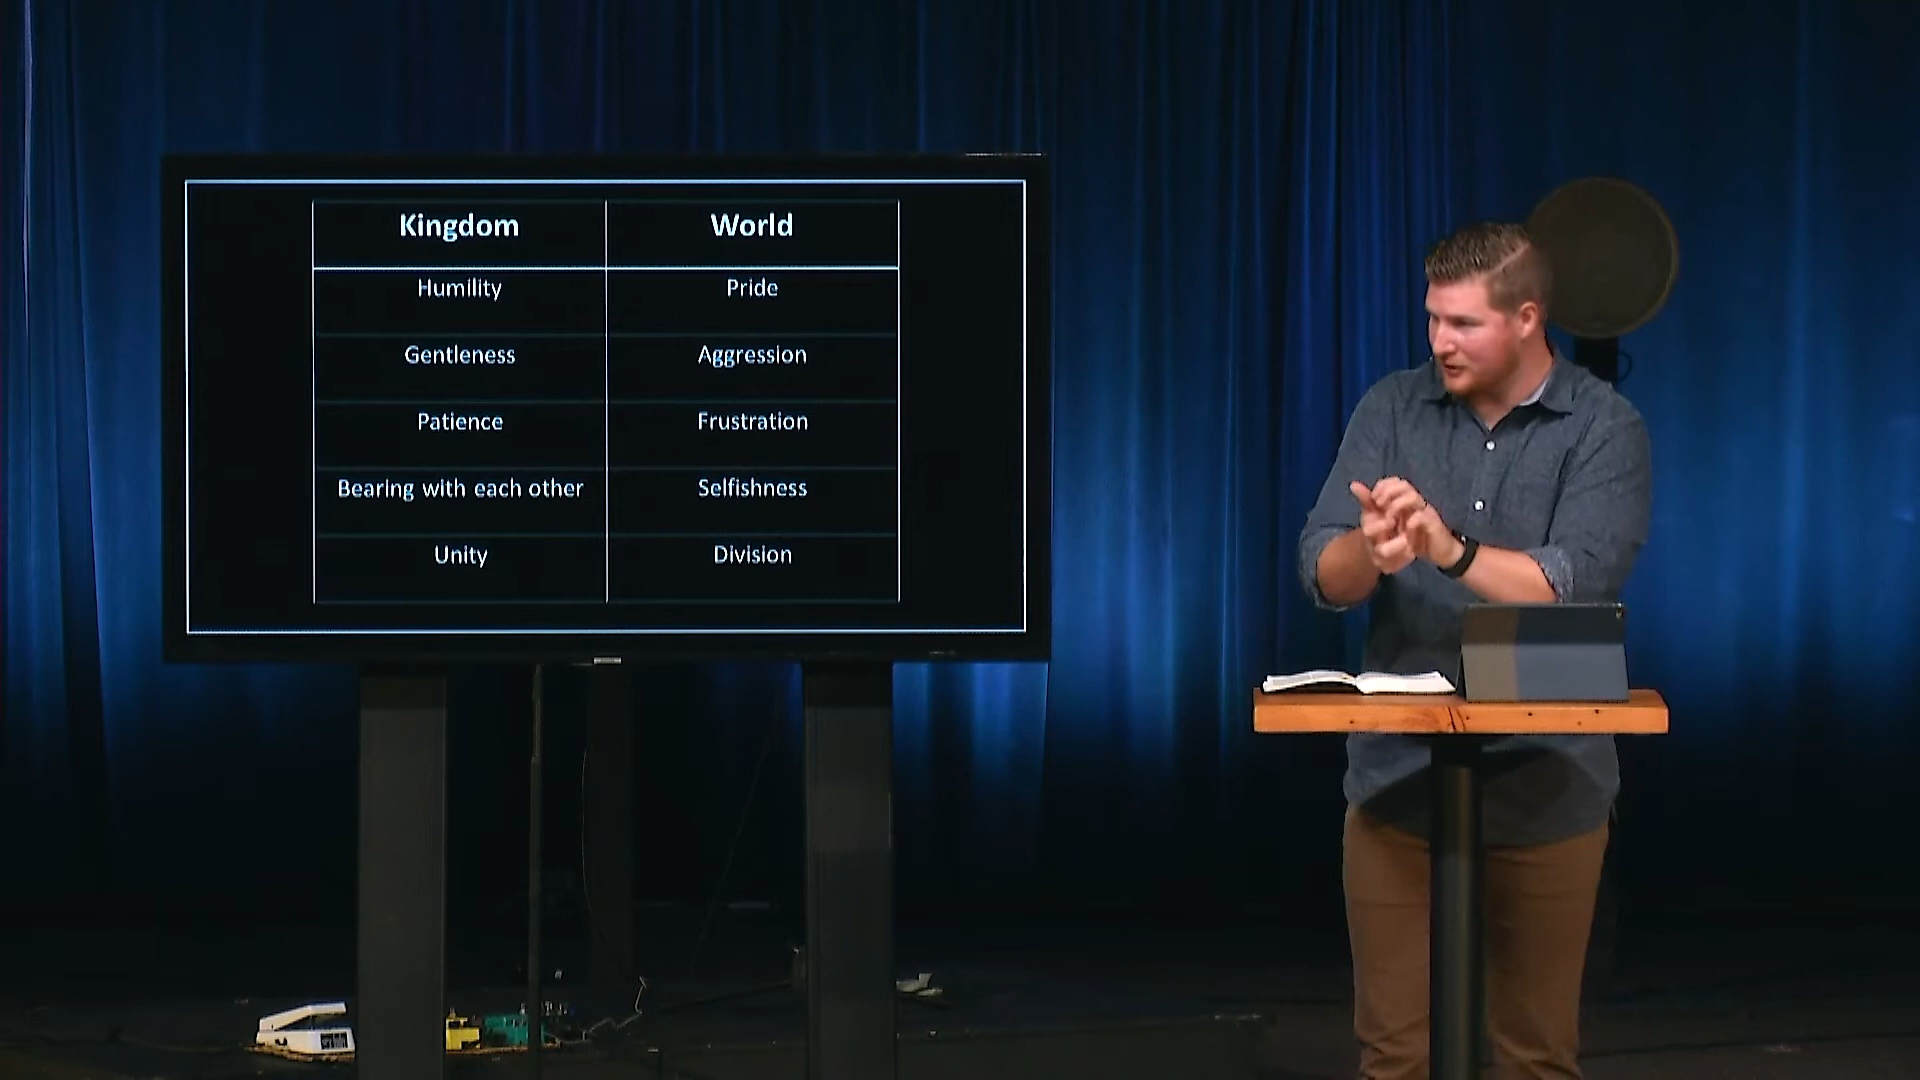 Kingdom World
Humility Pride
Gentleness Aggression
Patience Frustration
Bearing with each other Selfishness
Unity Division